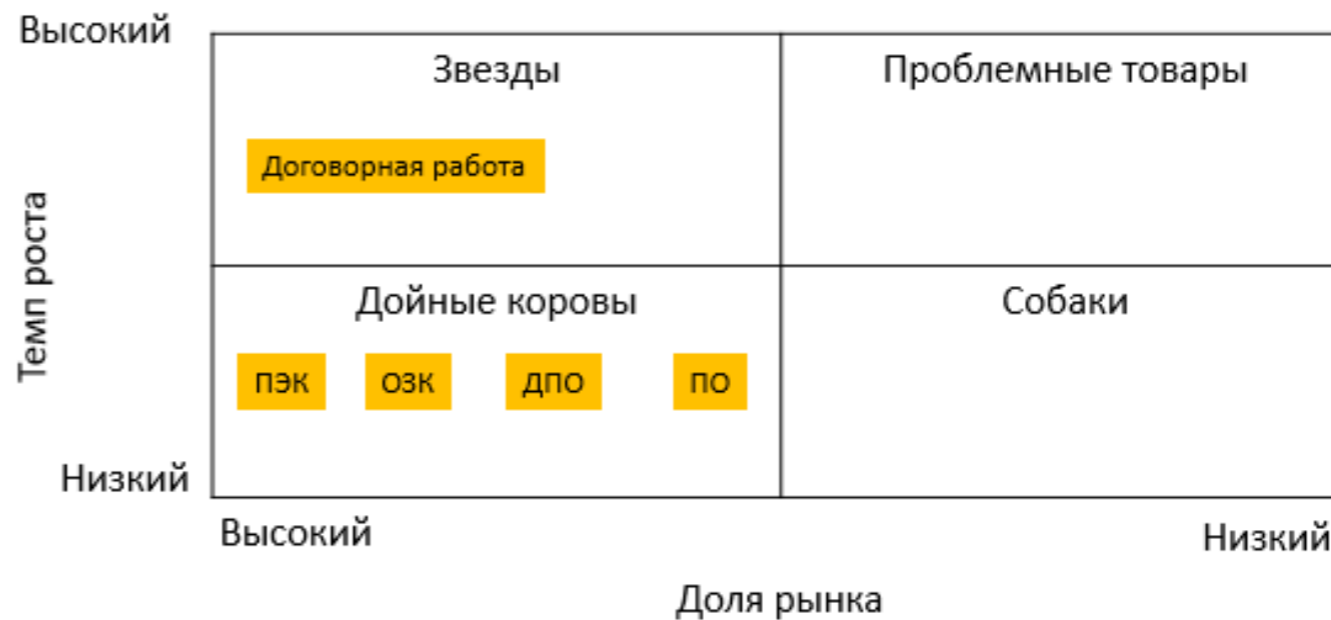 Высокий
Звезды
Проблемные товары
Договорная работа
Темп роста
Дойные коровы
Собаки
ПЭК
ОЗК
ДПО
ПО
Низкий
Высокий
Низкий
Доля рынка